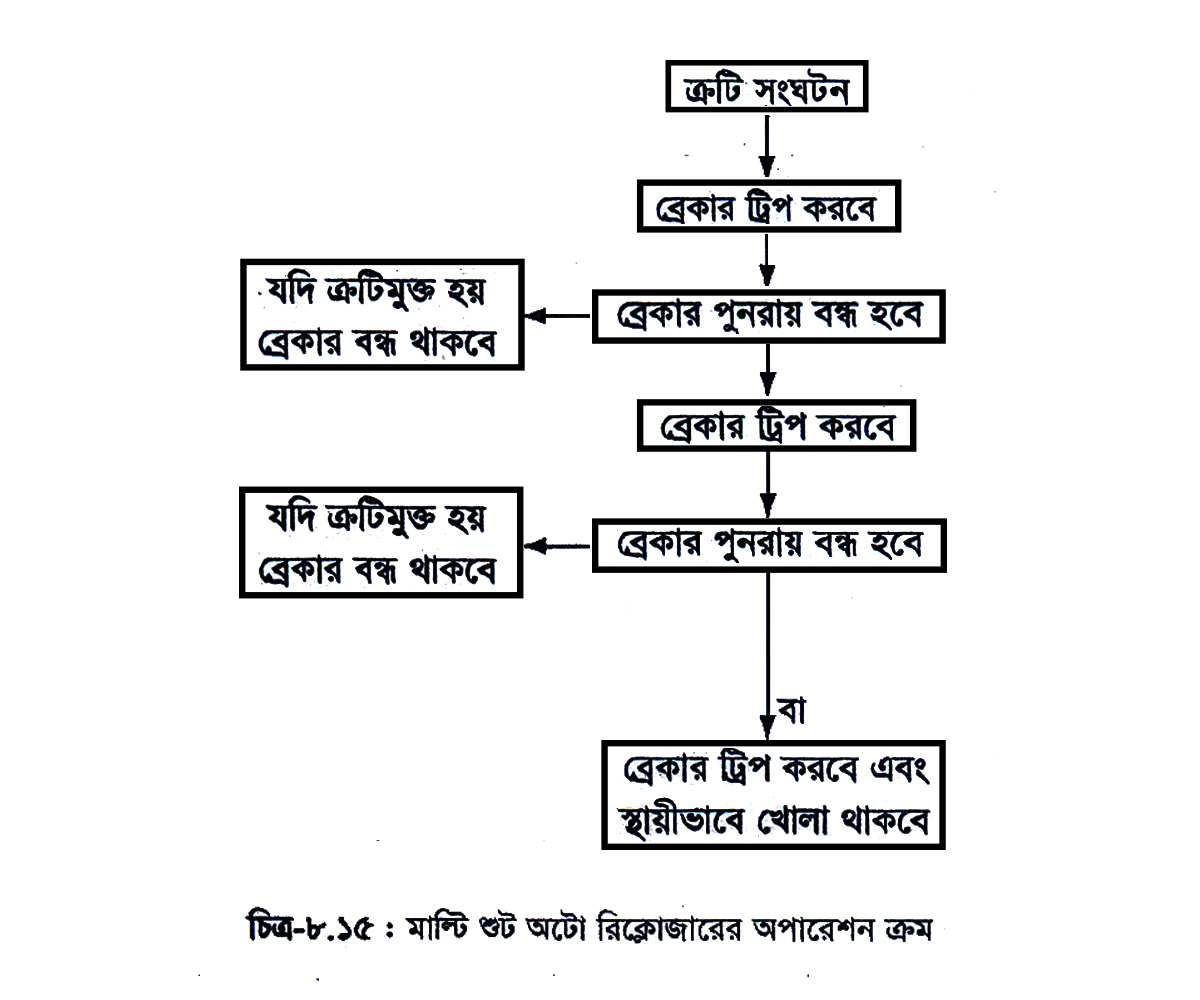 ত্রুটি সংঘটন
ব্রেকার ট্রিপ করবে
যদি ত্রুটিমুক্ত হয়
ব্রেকার বন্ধ থাকবে
ব্রেকার পুনরায় বন্ধ হবে
ব্রেকার ট্রিপ করবে
যদি ত্রুটিমুক্ত হয়
ব্রেকার বন্ধ থাকবে
ব্রেকার পুনরায় বন্ধ হবে
বা
ব্রেকার ট্রিপ করবে এবং
স্থায়ীভাবে খোলা থাকবে
চিত্র-৮.১৫ : মাল্টি শুট অটো রিক্লোজারের অপারেশন ক্রম